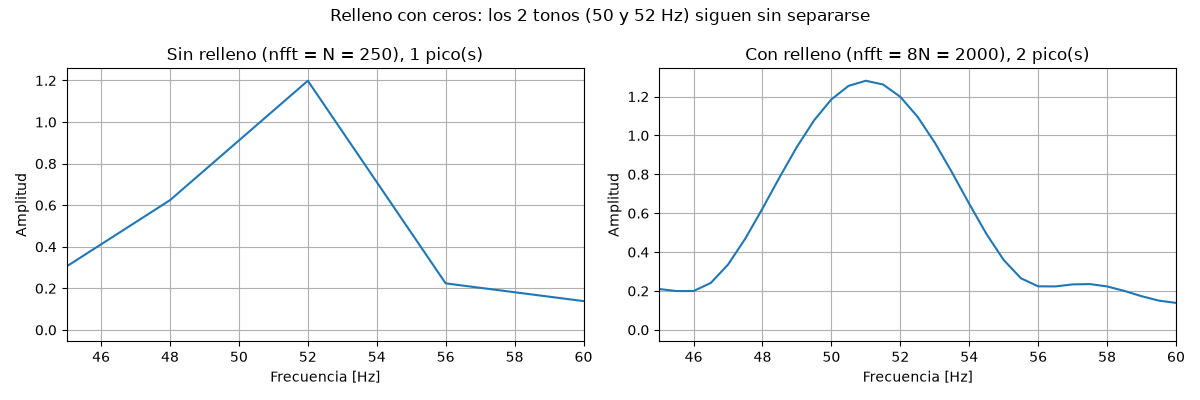 Relleno con ceros: los 2 tonos (50 y 52 Hz) siguen sin separarse
Sin relleno (nfft = N = 250), 1 pico(s)
Amplitud
1.2
1.0
0.8
0.6
0.4
0.2
0.0
46 48 50 52 54 56 58 60
Frecuencia [Hz]
Con relleno (nfft = 8N = 2000), 2 pico(s)
Amplitud
1.2
1.0
0.8
0.6
0.4
0.2
0.0
46 48 50 52 54 56 58 60
Frecuencia [Hz]